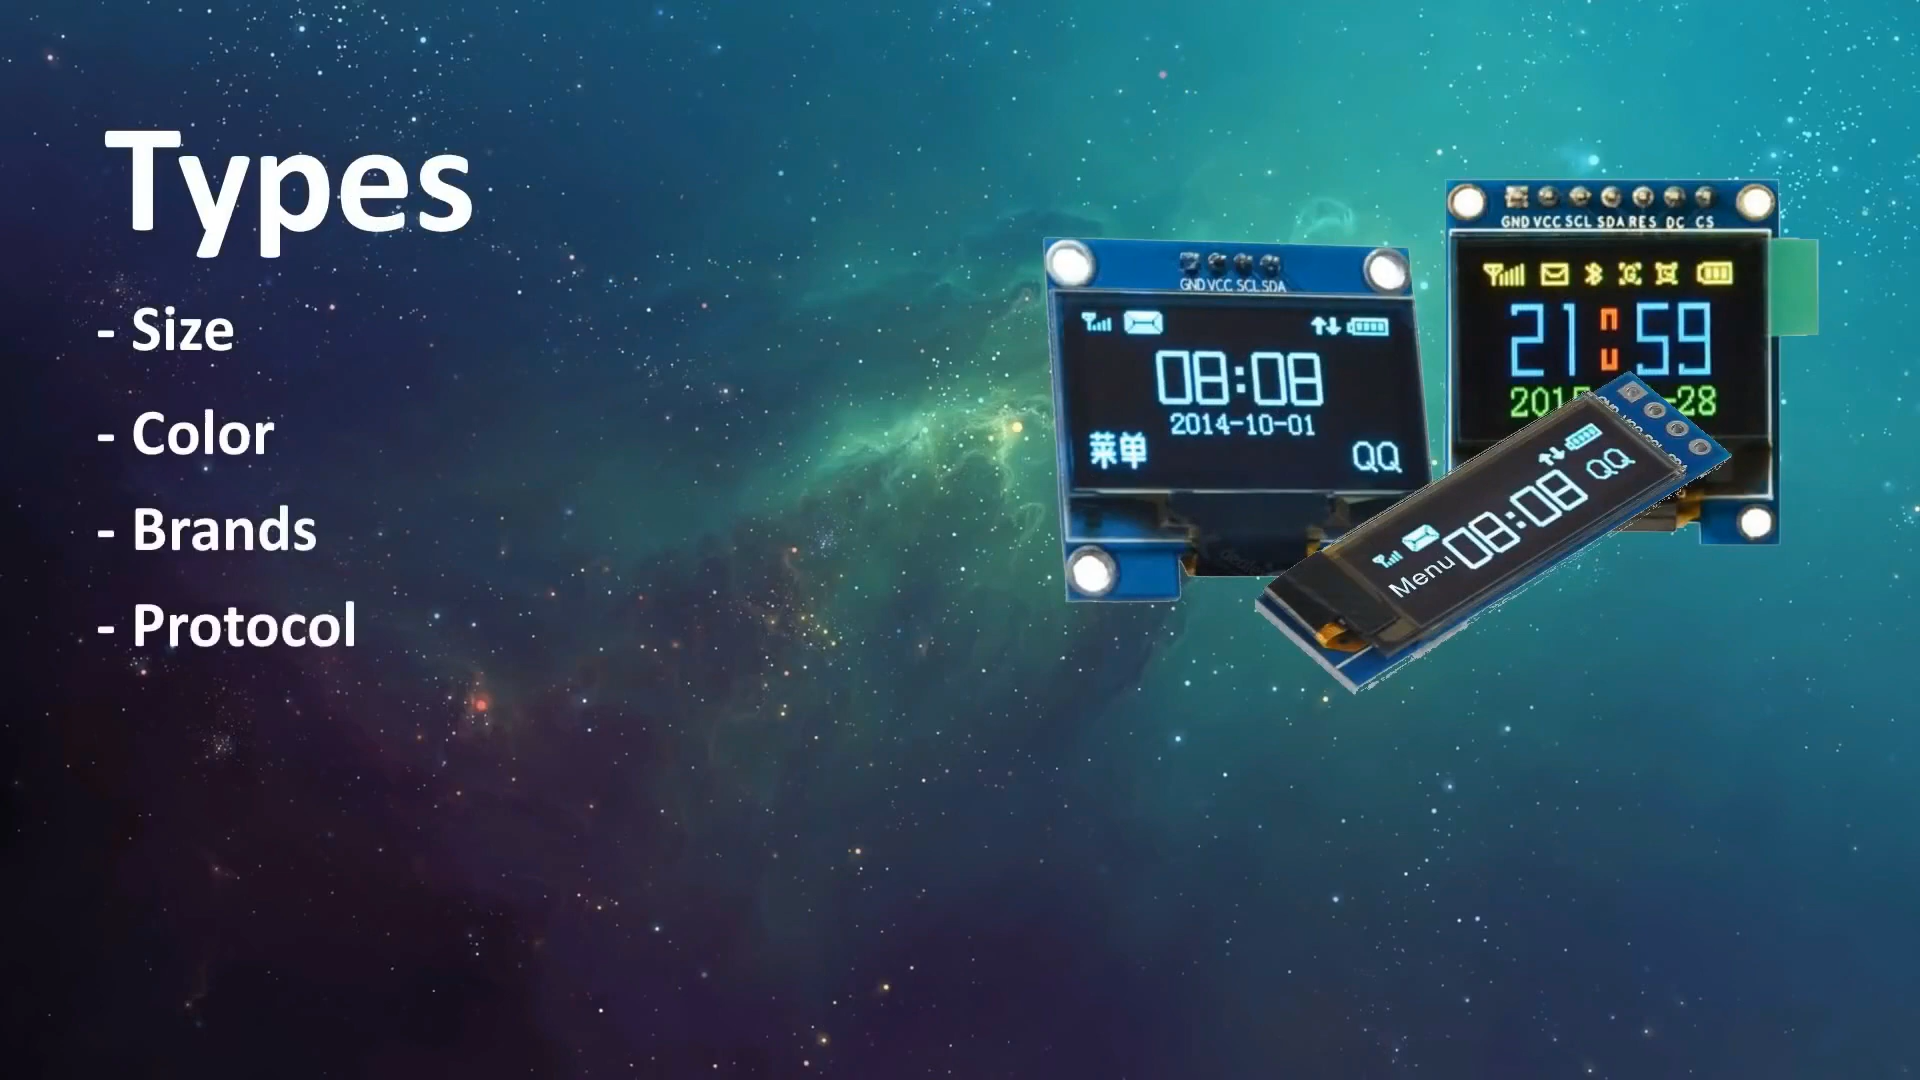 Types
- Size
- Color
- Brands
- Protocol
GND VCC SCL SDA
08:08
2014-10-01
菜单
QQ
GND VCC SCL SDA RES DC CS
21:59
-28
QQ
08:08
Menu